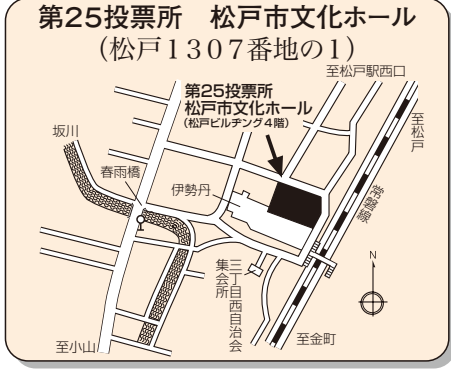 第25投票所　松戸市文化ホール
（松戸１３０７番地の１）
至松戸駅西口
第25投票所
松戸市文化ホール
（松戸ビルヂング４階）
至松戸
坂川
春雨橋
伊勢丹
常磐線
三丁目西自治会
集会所
N
至小山
至金町